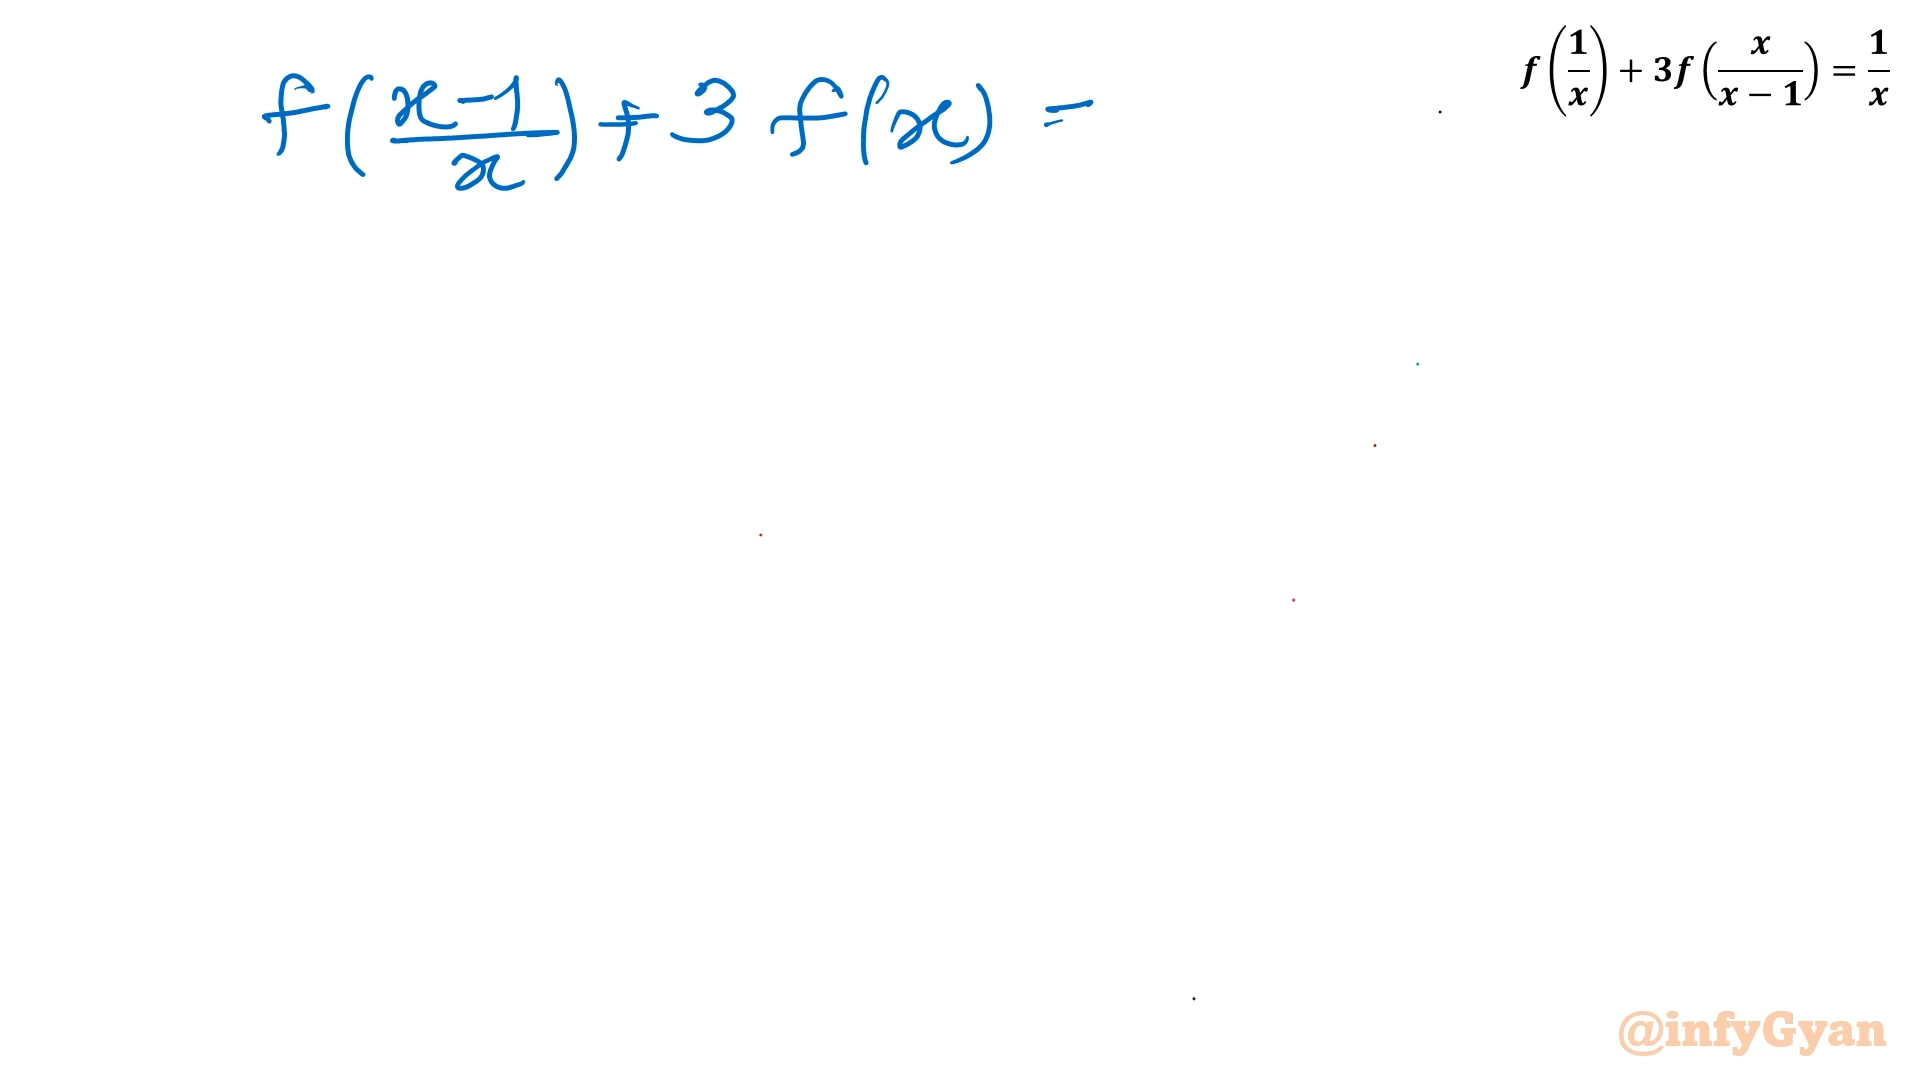 f(1/x) + 3f(x/(x − 1)) = 1/x
f((x-1)/x) + 3 f(x) =
@infyGyan